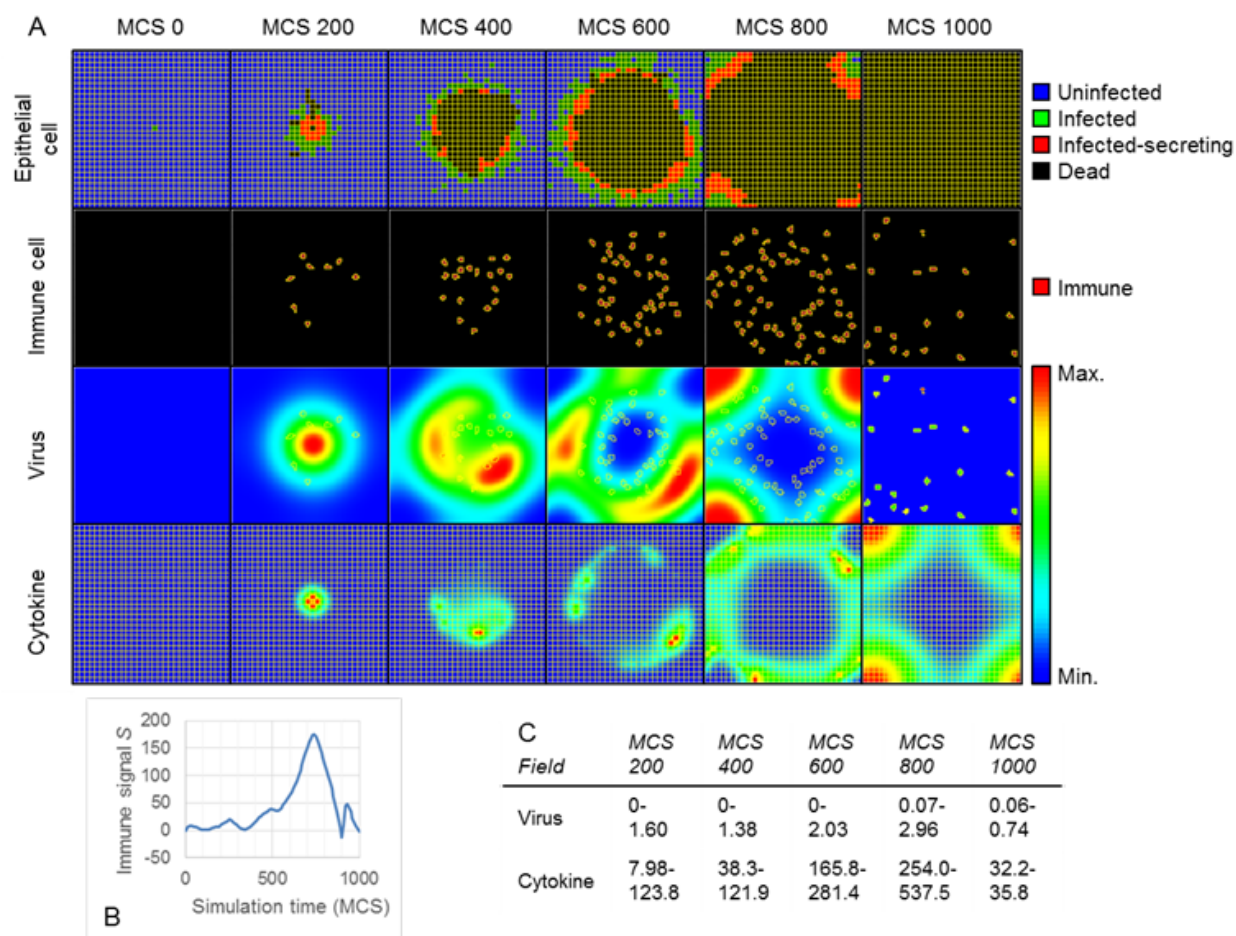 A
MCS 0 MCS 200 MCS 400 MCS 600 MCS 800 MCS 1000
Epithelial
cell
Uninfected
Infected
Infected-secreting
Dead
Immune cell
Immune
Virus
Max.
Cytokine
Min.
Immune signal S
200
150
100
50
0
-50
0 500 1000
Simulation time (MCS)
B
C
Field MCS 200 MCS 400 MCS 600 MCS 800 MCS 1000
Virus 0-1.60 0-1.38 0-2.03 0.07-2.96 0.06-0.74
Cytokine 7.98-123.8 38.3-121.9 165.8-281.4 254.0-537.5 32.2-35.8